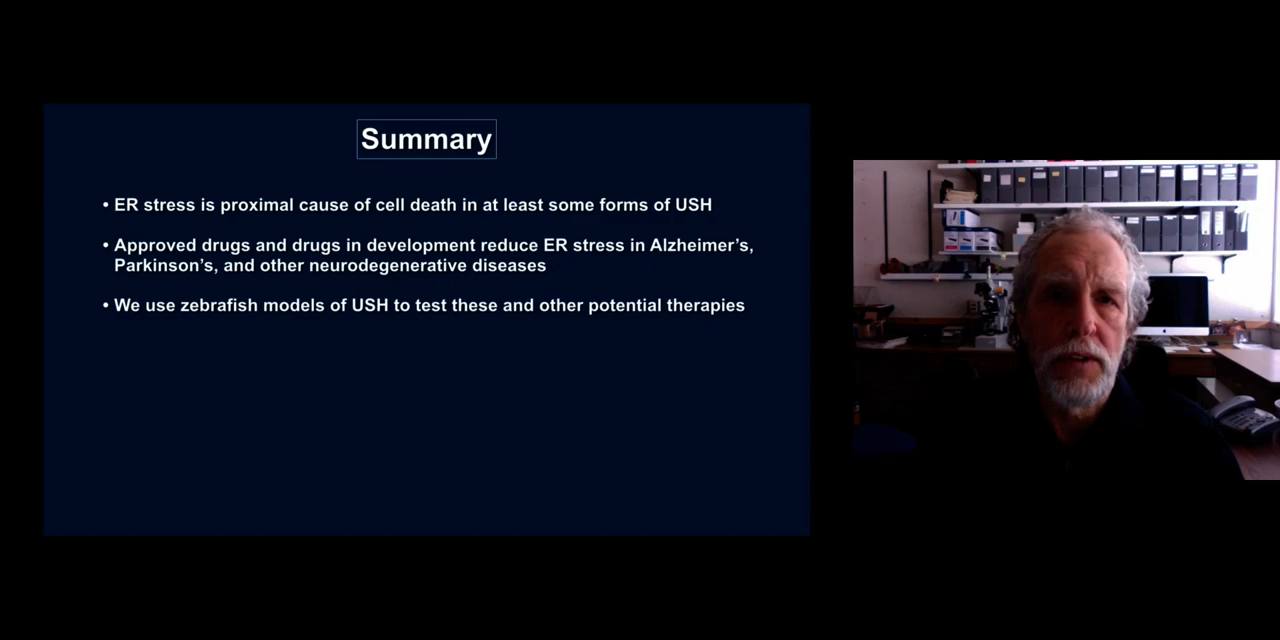 Summary
• ER stress is proximal cause of cell death in at least some forms of USH
• Approved drugs and drugs in development reduce ER stress in Alzheimer’s,
Parkinson’s, and other neurodegenerative diseases
• We use zebrafish models of USH to test these and other potential therapies